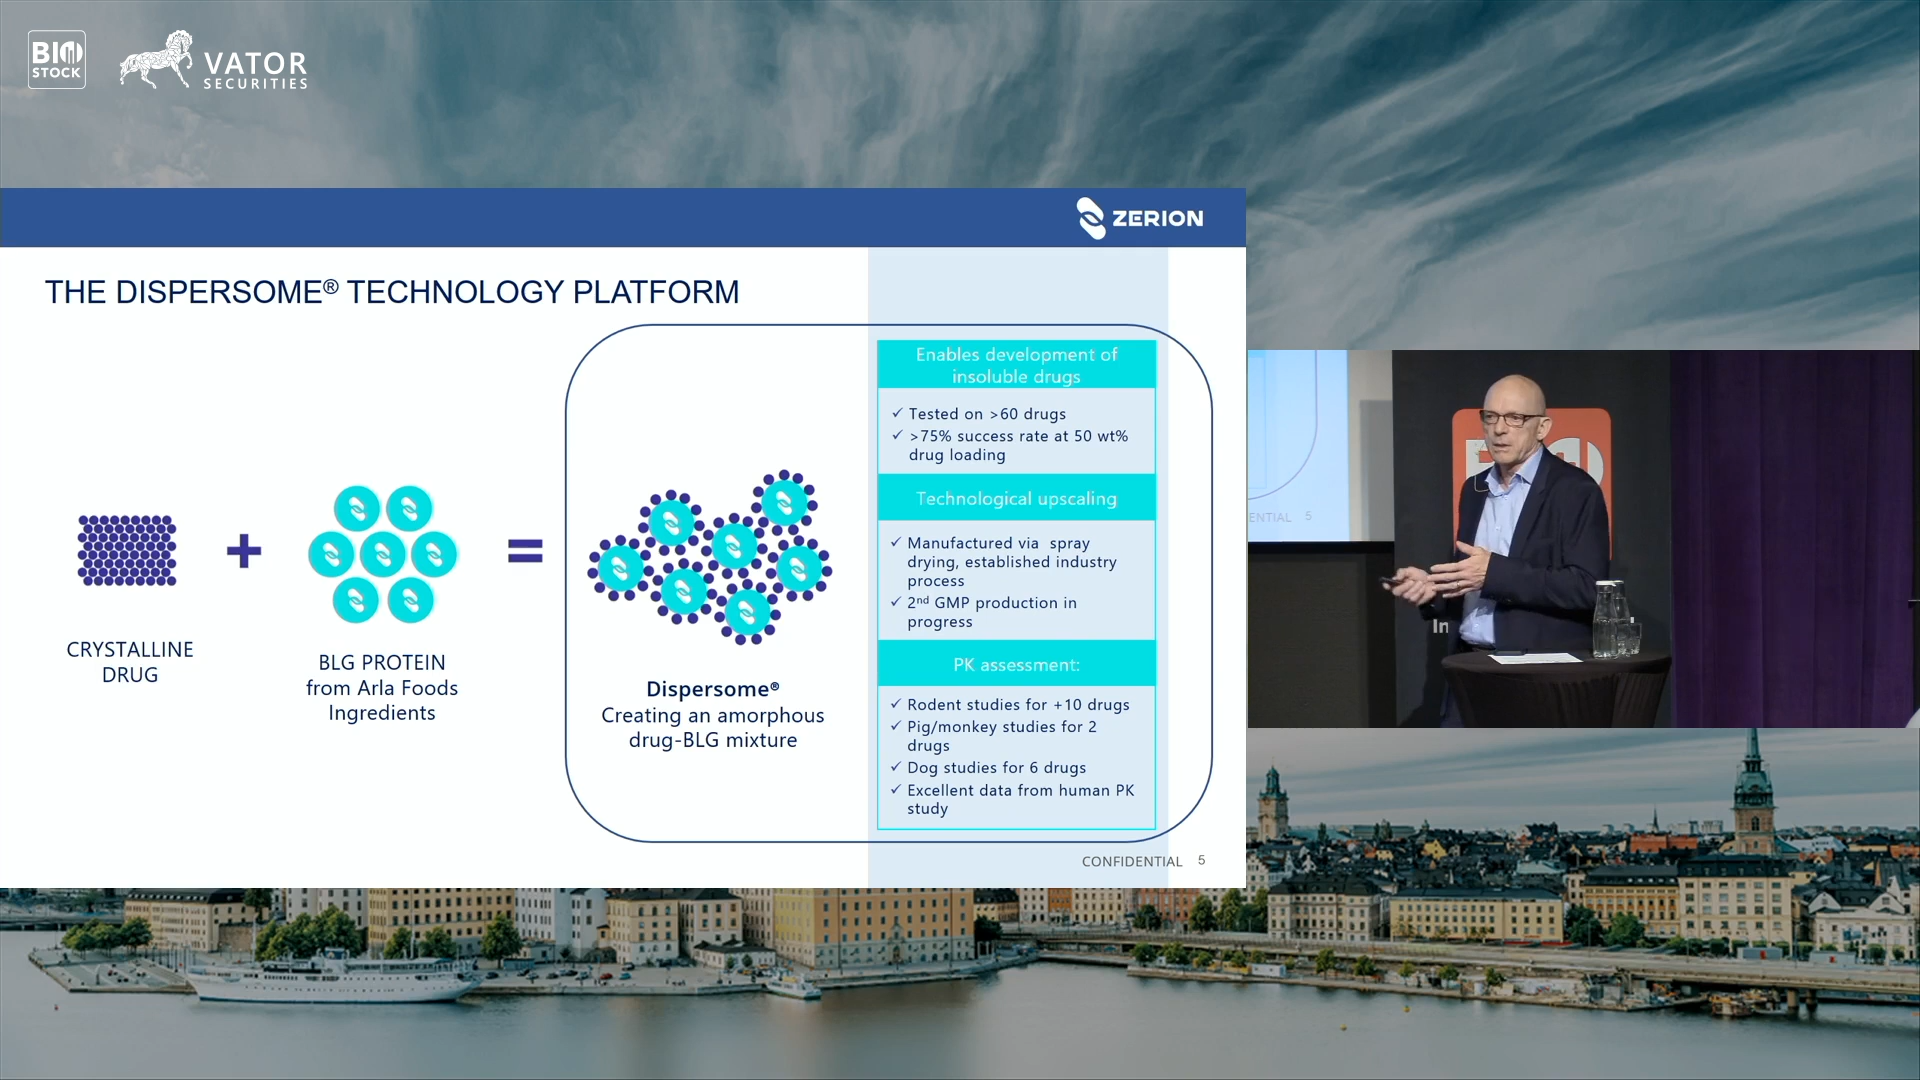 BIO
STOCK
VATOR
SECURITIES
ZERION
THE DISPERSOME® TECHNOLOGY PLATFORM
CRYSTALLINE
DRUG
+
BLG PROTEIN
from Arla Foods
Ingredients
=
Dispersome®
Creating an amorphous
drug-BLG mixture
Enables development of
insoluble drugs
✓ Tested on >60 drugs
✓ >75% success rate at 50 wt%
drug loading
Technological upscaling
✓ Manufactured via spray
drying, established industry
process
✓ 2nd GMP production in
progress
PK assessment:
✓ Rodent studies for +10 drugs
✓ Pig/monkey studies for 2
drugs
✓ Dog studies for 6 drugs
✓ Excellent data from human PK
study
CONFIDENTIAL 5
ENTIAL 5
In